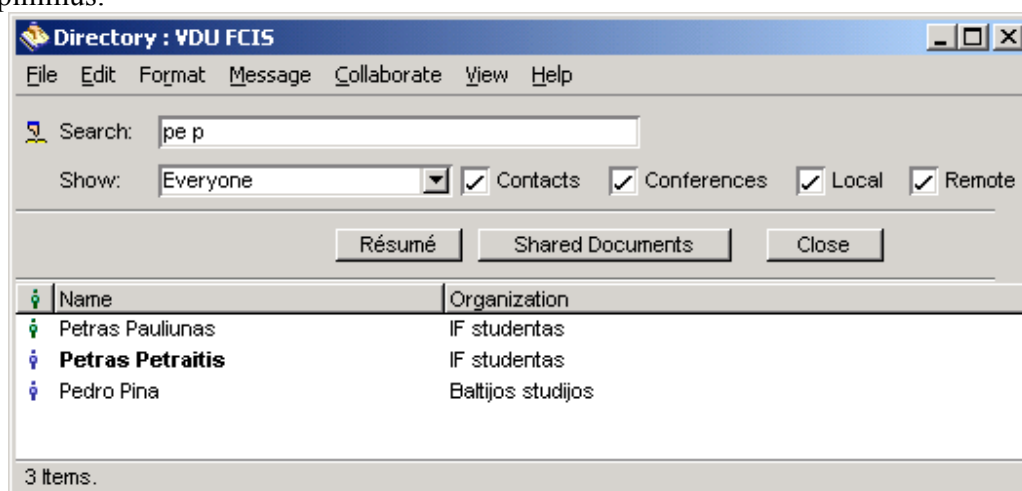 Directory : VDU FCIS
File Edit Format Message Collaborate View Help
Search: pe p
Show: Everyone Contacts Conferences Local Remote
Résumé Shared Documents Close
Name Organization
Petras Pauliunas IF studentas
Petras Petraitis IF studentas
Pedro Pina Baltijos studijos
3 Items.